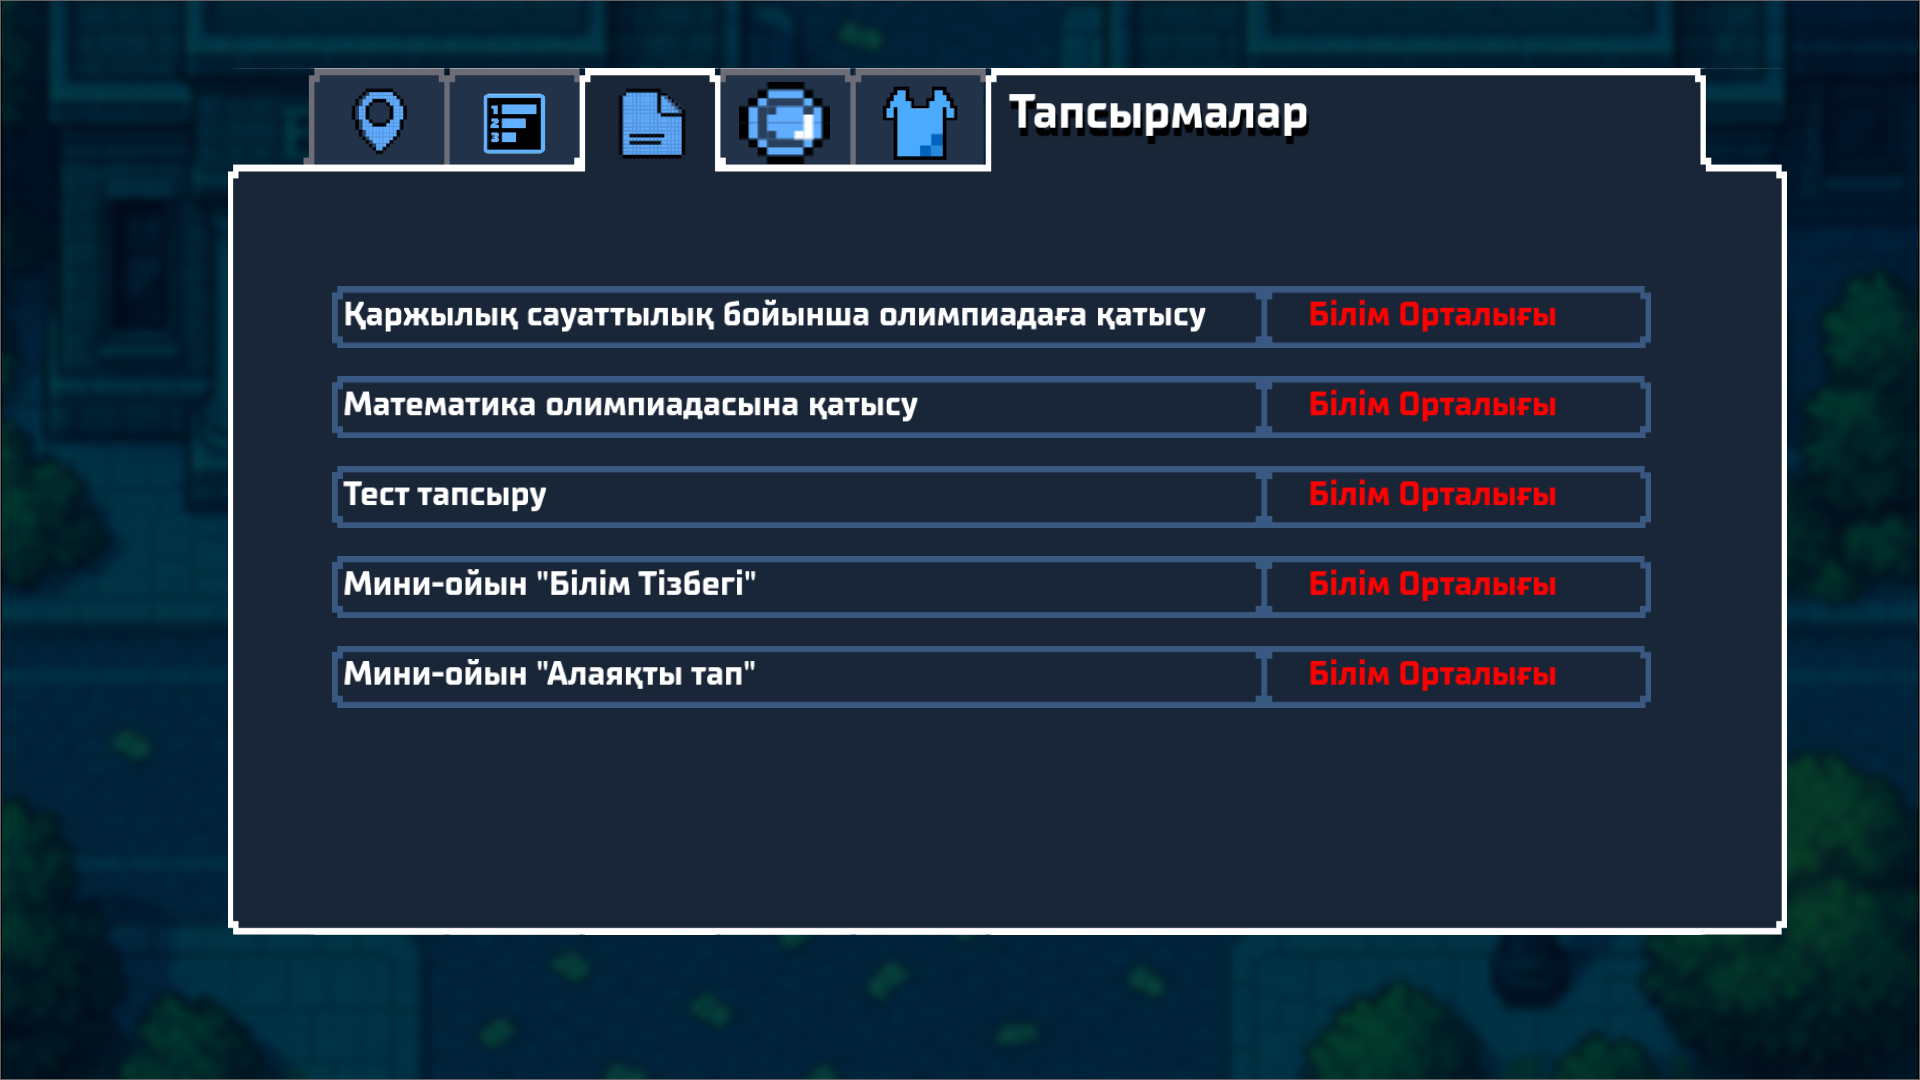 Тапсырмалар
Қаржылық сауаттылық бойынша олимпиадаға қатысу Білім Орталығы
Математика олимпиадасына қатысу Білім Орталығы
Тест тапсыру Білім Орталығы
Мини-ойын "Білім Тізбегі" Білім Орталығы
Мини-ойын "Алаяқты тап" Білім Орталығы